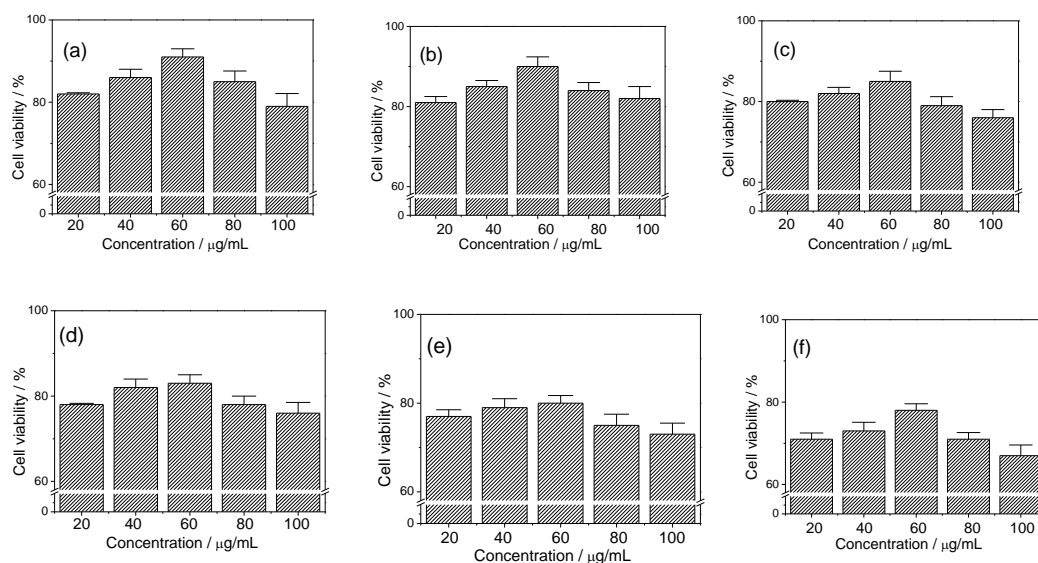 (a)
Cell viability / %
100
80
60
0
20 40 60 80 100
Concentration / μg/mL
(b)
Cell viability / %
100
80
60
0
20 40 60 80 100
Concentration / μg/mL
(c)
Cell viability / %
100
80
60
0
20 40 60 80 100
Concentration / μg/mL
(d)
Cell viability / %
100
80
60
0
20 40 60 80 100
Concentration / μg/mL
(e)
Cell viability / %
100
80
60
0
20 40 60 80 100
Concentration / μg/mL
(f)
Cell viability / %
100
80
60
0
20 40 60 80 100
Concentration / μg/mL